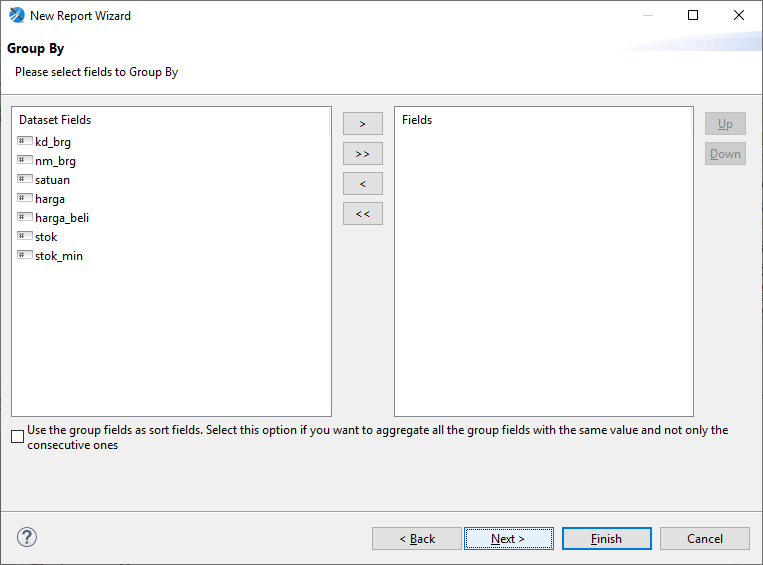 New Report Wizard
Group By
Please select fields to Group By
Dataset Fields
kd_brg
nm_brg
satuan
harga
harga_beli
stok
stok_min
>
>>
<
<<
Fields
Up
Down
Use the group fields as sort fields. Select this option if you want to aggregate all the group fields with the same value and not only the
consecutive ones
< Back
Next >
Finish
Cancel